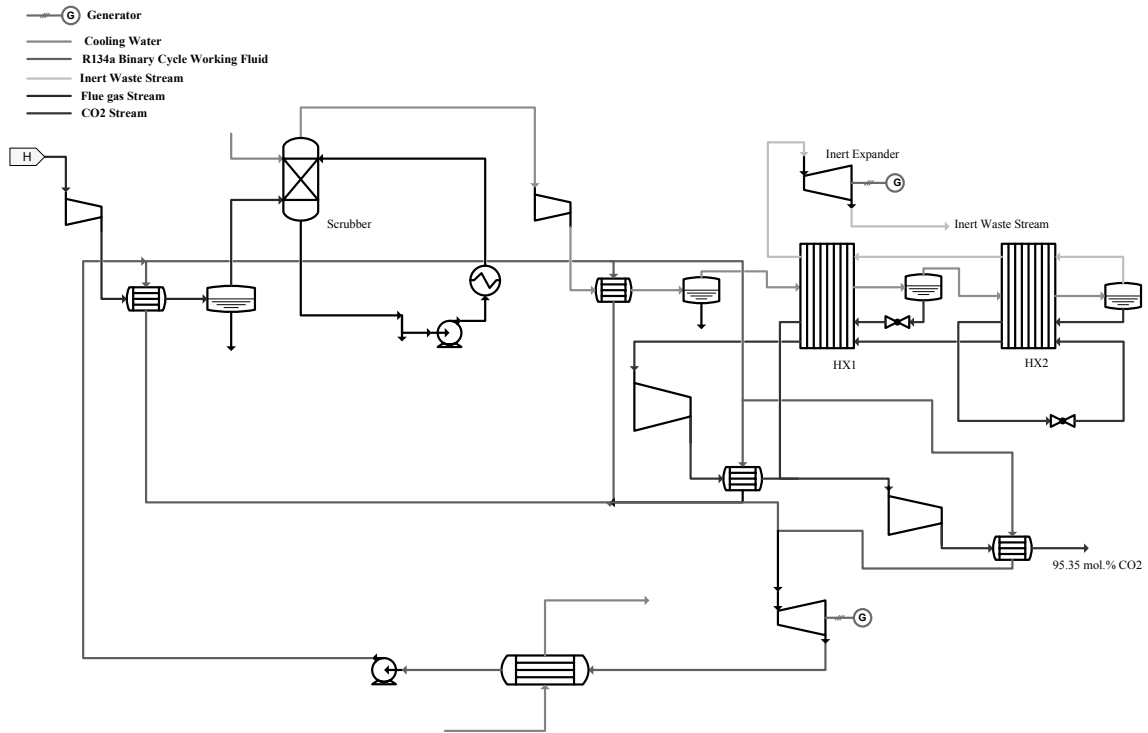 G
Generator
Cooling Water
R134a Binary Cycle Working Fluid
Inert Waste Stream
Flue gas Stream
CO2 Stream
H
Inert Expander
G
Scrubber
Inert Waste Stream
HX1
HX2
95.35 mol.% CO2
G